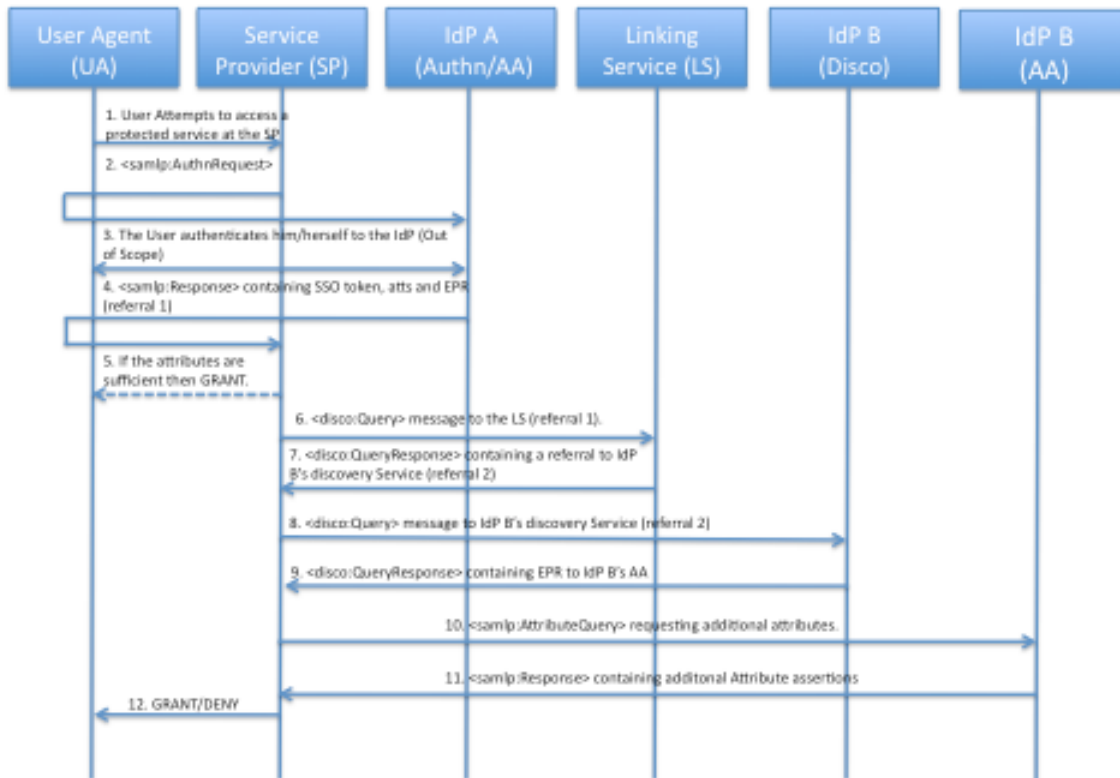 User Agent
(UA)
Service
Provider (SP)
IdP A
(Authn/AA)
Linking
Service (LS)
IdP B
(Disco)
IdP B
(AA)
1. User Attempts to access a
protected service at the SP
2. <samlp:AuthnRequest>
3. The User authenticates him/herself to the IdP (Out
of Scope)
4. <samlp:Response> containing SSO token, atts and EPR
(referral 1)
5. If the attributes are
sufficient then GRANT.
6. <disco:Query> message to the LS (referral 1).
7. <disco:QueryResponse> containing a referral to IdP
B's discovery Service (referral 2)
8. <disco:Query> message to IdP B's discovery Service (referral 2)
9. <disco:QueryResponse> containing EPR to IdP B's AA
10. <samlp:AttributeQuery> requesting additional attributes.
11. <samlp:Response> containing additonal Attribute assertions
12. GRANT/DENY